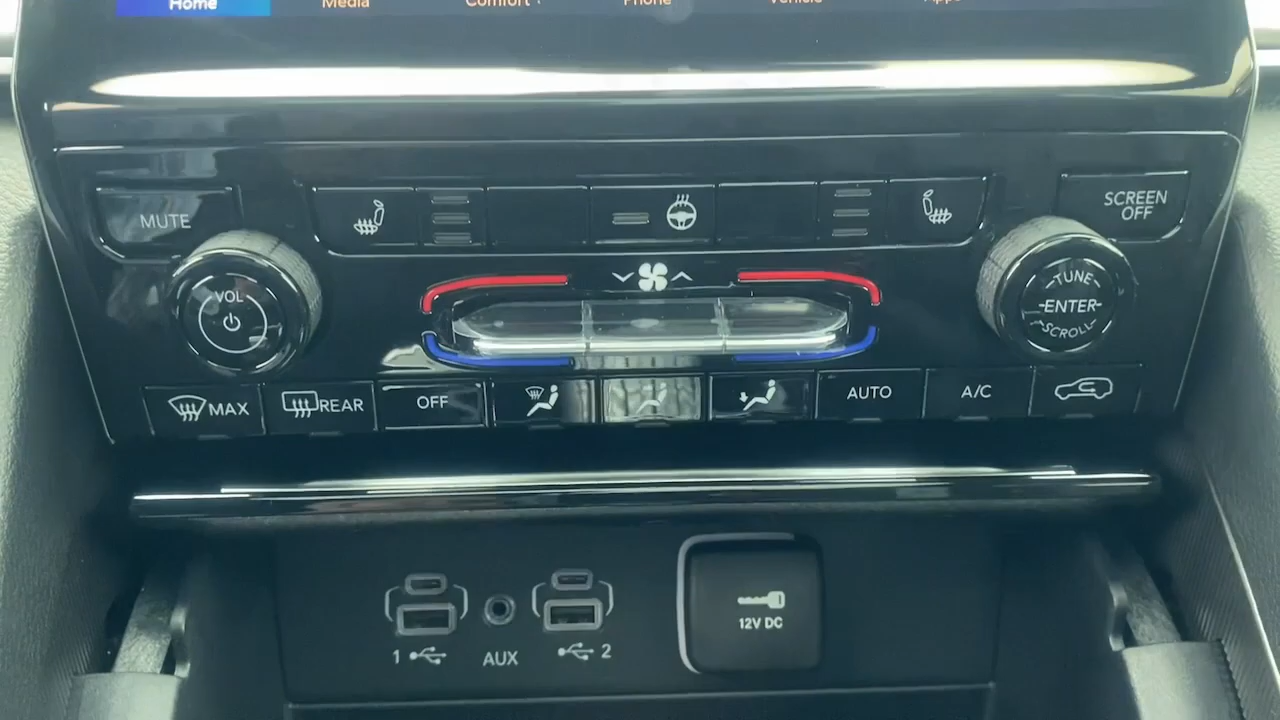 Home
Media
Comfort
Phone
Vehicle
Apps
MUTE
SCREEN
OFF
VOL
TUNE
ENTER
SCROLL
MAX
REAR
OFF
AUTO
A/C
12V DC
1
AUX
2